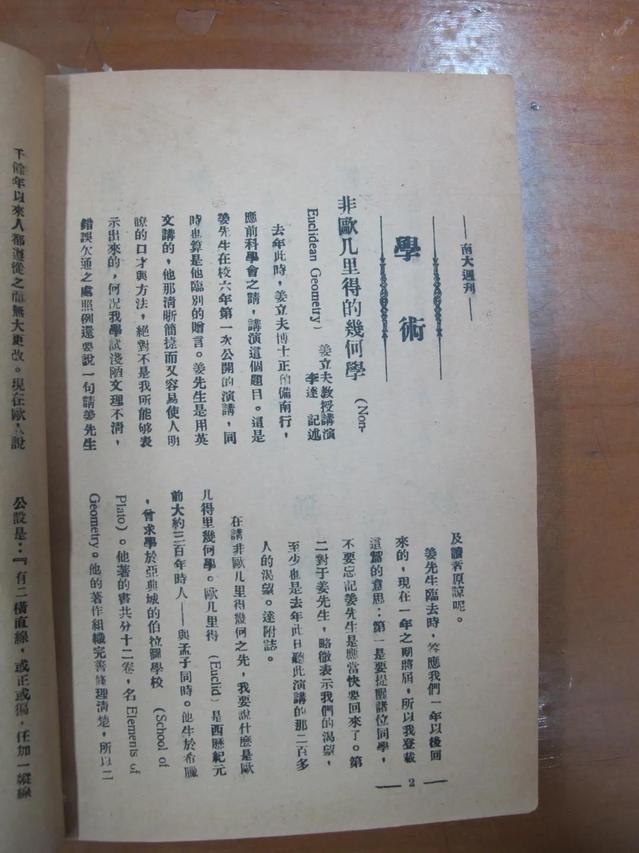 ——南大週刊——
學術
非歐几里得的幾何學 (Non-
Euclidean Geometry) 姜立夫教授講演
李達 記述
去年此時，姜立夫博士正的備南行，
應前科學會之請，講演這個題目。這是
姜先生在校六年第一次公開的演講，同
時也算是他臨別的贈言。姜先生是用英
文講的，他那清晰簡捷而又容易使人明
瞭的口才與方法，絕對不是我所能够表
示出來的，何况我學識淺陋文理不清，
錯誤欠通之處照例還要說一句請姜先生
及讀者原諒呢。
姜先生臨去時，答應我們一年以後回
來的，現在一年之期將屆，所以我登載
這篇的意思：第一是要提醒諸位同學，
不要忘記姜先生是應當快要回來了。第
二對于姜先生，略微表示我們的渴望，
至少也是去年此日聽此演講的那二百多
人的渴望。達附誌。
在講非歐几里得幾何之先，我要說什麼是歐
几得里幾何學。歐几里得 (Euclid) 是西歷紀元
前大約三百年時人——與孟子同時。他生於希臘
，曾求學於亞典城的伯拉圖學校 (School of
Plato)。他著的書共分十二卷，名 Elements of
Geometry。他的著作組織完善條理清楚，所以二
— 2 —
千餘年以來人都遵從之而無大更改。現在歐人說
公設是：『有二橫直線，或正或偏，任加一縱線